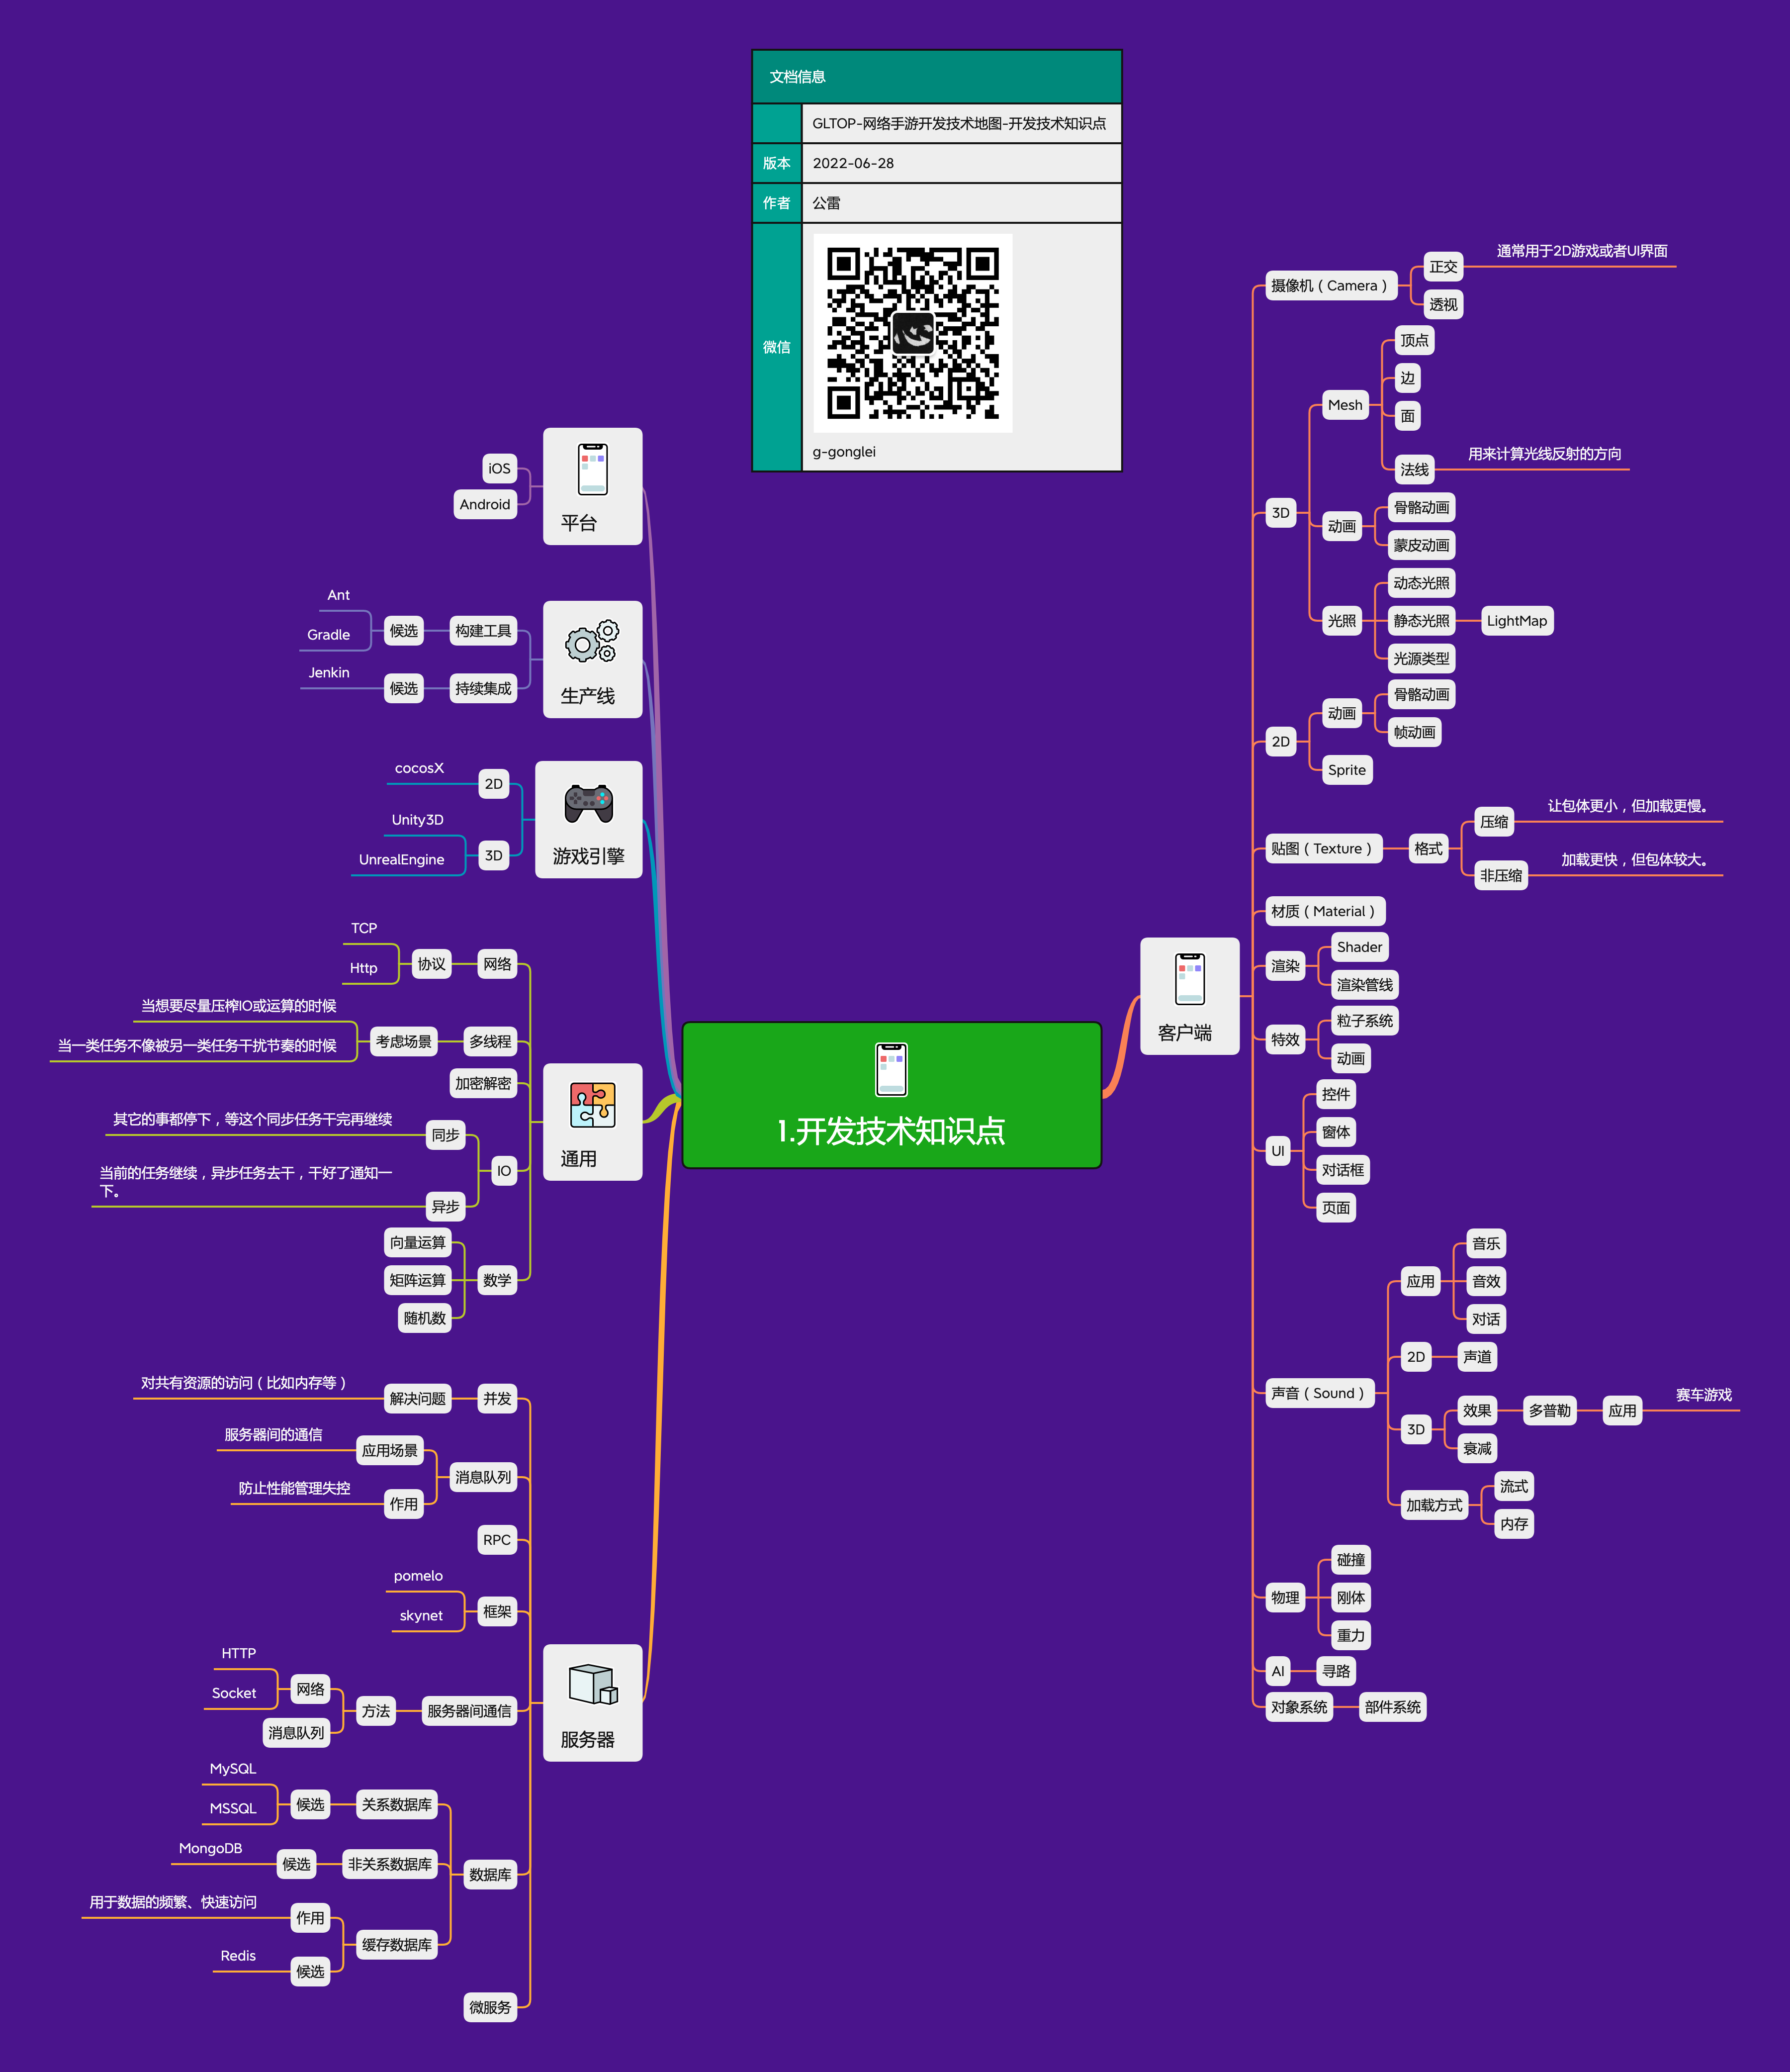 文档信息
GLTOP-网络手游开发技术地图-开发技术知识点
版本
2022-06-28
作者
公雷
微信
g-gonglei
1.开发技术知识点
客户端
摄像机（Camera）
正交
通常用于2D游戏或者UI界面
透视
3D
Mesh
顶点
边
面
法线
用来计算光线反射的方向
动画
骨骼动画
蒙皮动画
光照
动态光照
静态光照
LightMap
光源类型
2D
动画
骨骼动画
帧动画
Sprite
贴图（Texture）
格式
压缩
让包体更小，但加载更慢。
非压缩
加载更快，但包体较大。
材质（Material）
渲染
Shader
渲染管线
特效
粒子系统
动画
UI
控件
窗体
对话框
页面
声音（Sound）
应用
音乐
音效
对话
2D
声道
3D
效果
多普勒
应用
赛车游戏
衰减
加载方式
流式
内存
物理
碰撞
刚体
重力
AI
寻路
对象系统
部件系统
平台
iOS
Android
生产线
构建工具
候选
Ant
Gradle
持续集成
候选
Jenkin
游戏引擎
2D
cocosX
3D
Unity3D
UnrealEngine
通用
网络
协议
TCP
Http
多线程
考虑场景
当想要尽量压榨IO或运算的时候
当一类任务不像被另一类任务干扰节奏的时候
加密解密
IO
同步
其它的事都停下，等这个同步任务干完再继续
异步
当前的任务继续，异步任务去干，干好了通知一
下。
数学
向量运算
矩阵运算
随机数
服务器
并发
解决问题
对共有资源的访问（比如内存等）
消息队列
应用场景
服务器间的通信
作用
防止性能管理失控
RPC
框架
pomelo
skynet
服务器间通信
方法
网络
HTTP
Socket
消息队列
数据库
关系数据库
候选
MySQL
MSSQL
非关系数据库
候选
MongoDB
缓存数据库
作用
用于数据的频繁、快速访问
候选
Redis
微服务